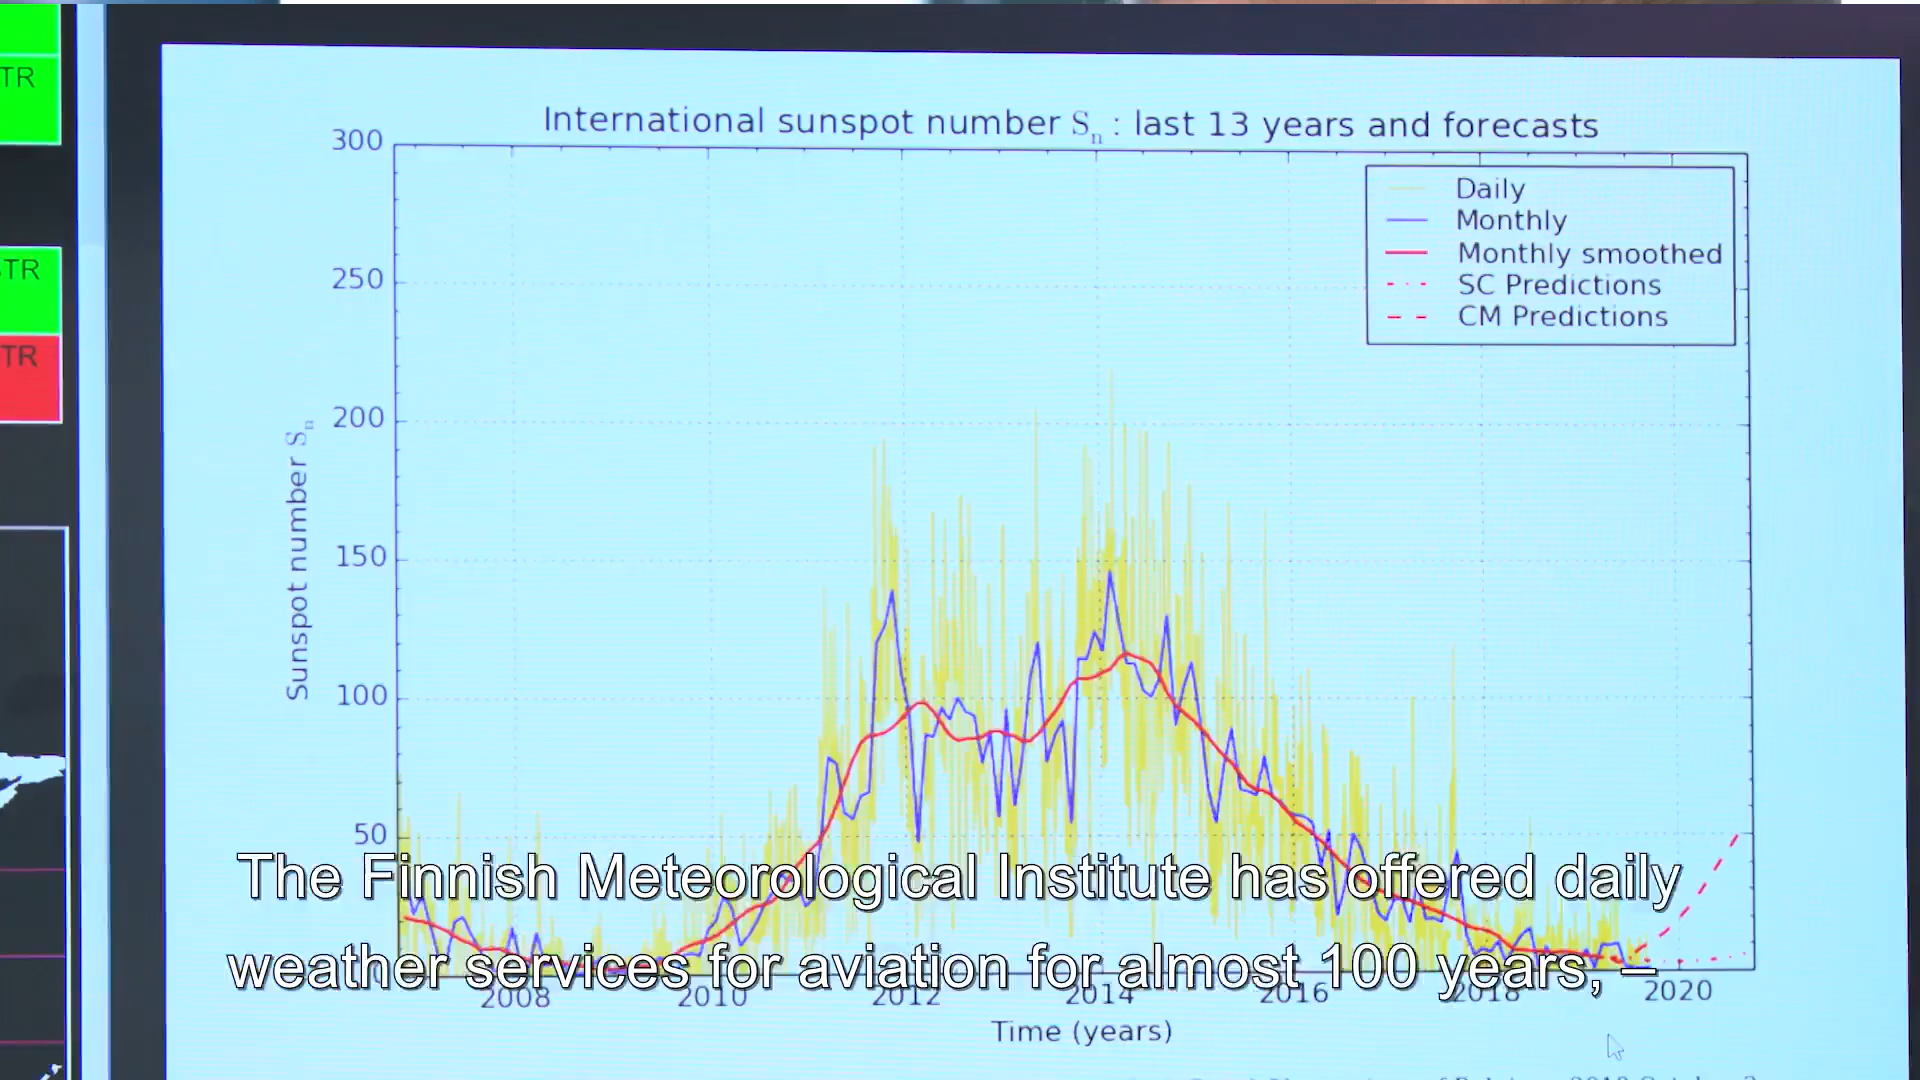 TR
STR
TR
International sunspot number Sn : last 13 years and forecasts
300
250
200
150
100
50
Sunspot number Sn
Daily
Monthly
Monthly smoothed
SC Predictions
CM Predictions
The Finnish Meteorological Institute has offered daily
weather services for aviation for almost 100 years, –
2008 2010 2012 2014 2016 2018 2020
Time (years)